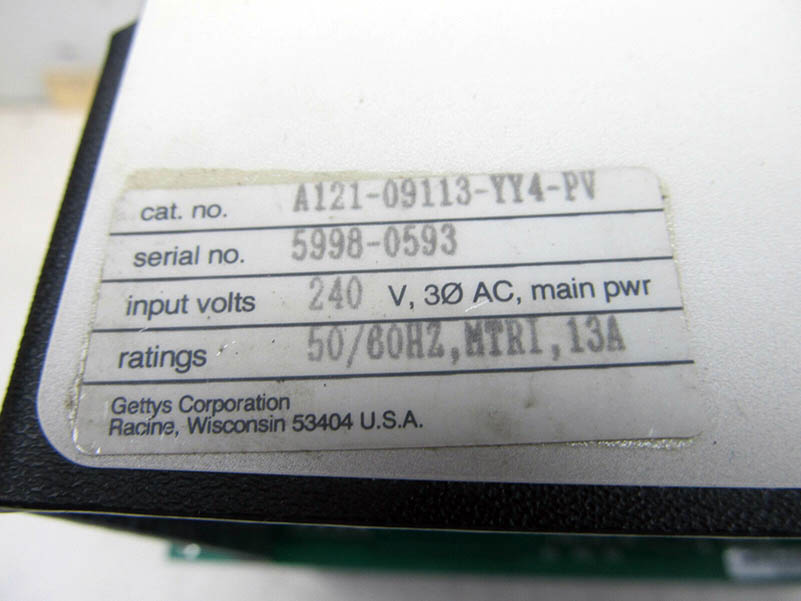 cat. no. A121-09113-YY4-PV
serial no. 5998-0593
input volts 240 V, 3Ø AC, main pwr
ratings 50/60HZ,MTRI,13A
Gettys Corporation
Racine, Wisconsin 53404 U.S.A.